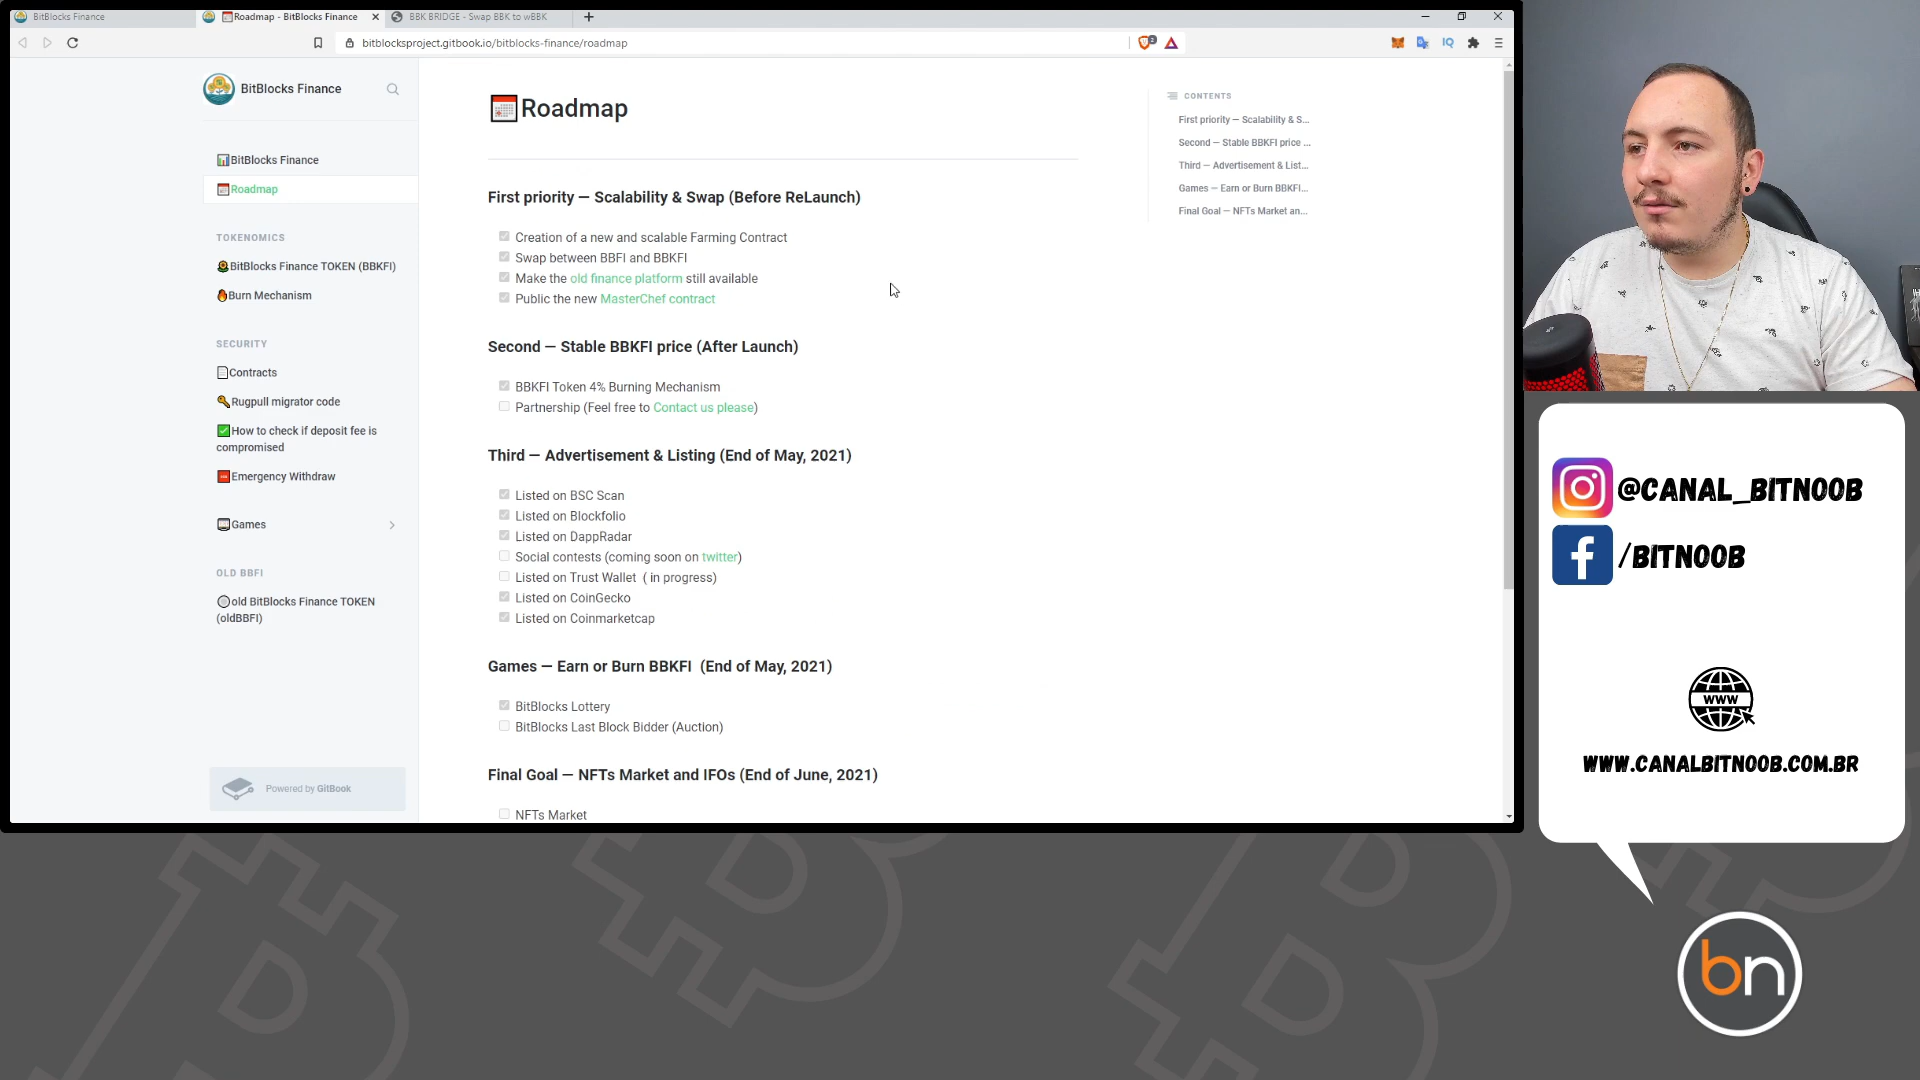 BitBlocks Finance
Roadmap - BitBlocks Finance
BBK BRIDGE - Swap BBK to wBBK
bitblocksproject.gitbook.io/bitblocks-finance/roadmap
2
IQ
BitBlocks Finance
BitBlocks Finance
Roadmap
TOKENOMICS
BitBlocks Finance TOKEN (BBKFI)
Burn Mechanism
SECURITY
Contracts
Rugpull migrator code
How to check if deposit fee is
compromised
Emergency Withdraw
Games
OLD BBFI
old BitBlocks Finance TOKEN
(oldBBFI)
Powered by GitBook
Roadmap
First priority — Scalability & Swap (Before ReLaunch)
Creation of a new and scalable Farming Contract
Swap between BBFI and BBKFI
Make the old finance platform still available
Public the new MasterChef contract
Second — Stable BBKFI price (After Launch)
BBKFI Token 4% Burning Mechanism
Partnership (Feel free to Contact us please)
Third — Advertisement & Listing (End of May, 2021)
Listed on BSC Scan
Listed on Blockfolio
Listed on DappRadar
Social contests (coming soon on twitter)
Listed on Trust Wallet ( in progress)
Listed on CoinGecko
Listed on Coinmarketcap
Games — Earn or Burn BBKFI (End of May, 2021)
BitBlocks Lottery
BitBlocks Last Block Bidder (Auction)
Final Goal — NFTs Market and IFOs (End of June, 2021)
NFTs Market
CONTENTS
First priority — Scalability & S...
Second — Stable BBKFI price ...
Third — Advertisement & List...
Games — Earn or Burn BBKFI...
Final Goal — NFTs Market an...
@CANAL_BITNOOB
/BITNOOB
WWW
WWW.CANALBITNOOB.COM.BR
bn